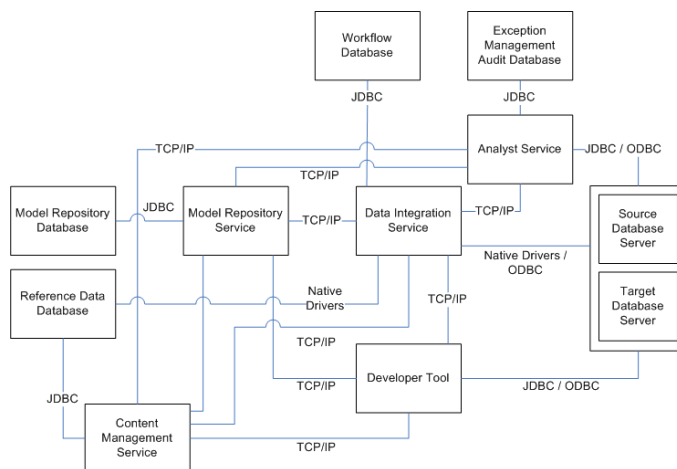 Workflow
Database
Exception
Management
Audit Database
JDBC
JDBC
TCP/IP
Analyst Service
JDBC / ODBC
TCP/IP
Model Repository
Database
JDBC
Model Repository
Service
TCP/IP
Data Integration
Service
TCP/IP
Source
Database
Server
Native Drivers /
ODBC
Reference Data
Database
Native
Drivers
TCP/IP
Target
Database
Server
TCP/IP
JDBC
TCP/IP
Developer Tool
JDBC / ODBC
Content
Management
Service
TCP/IP